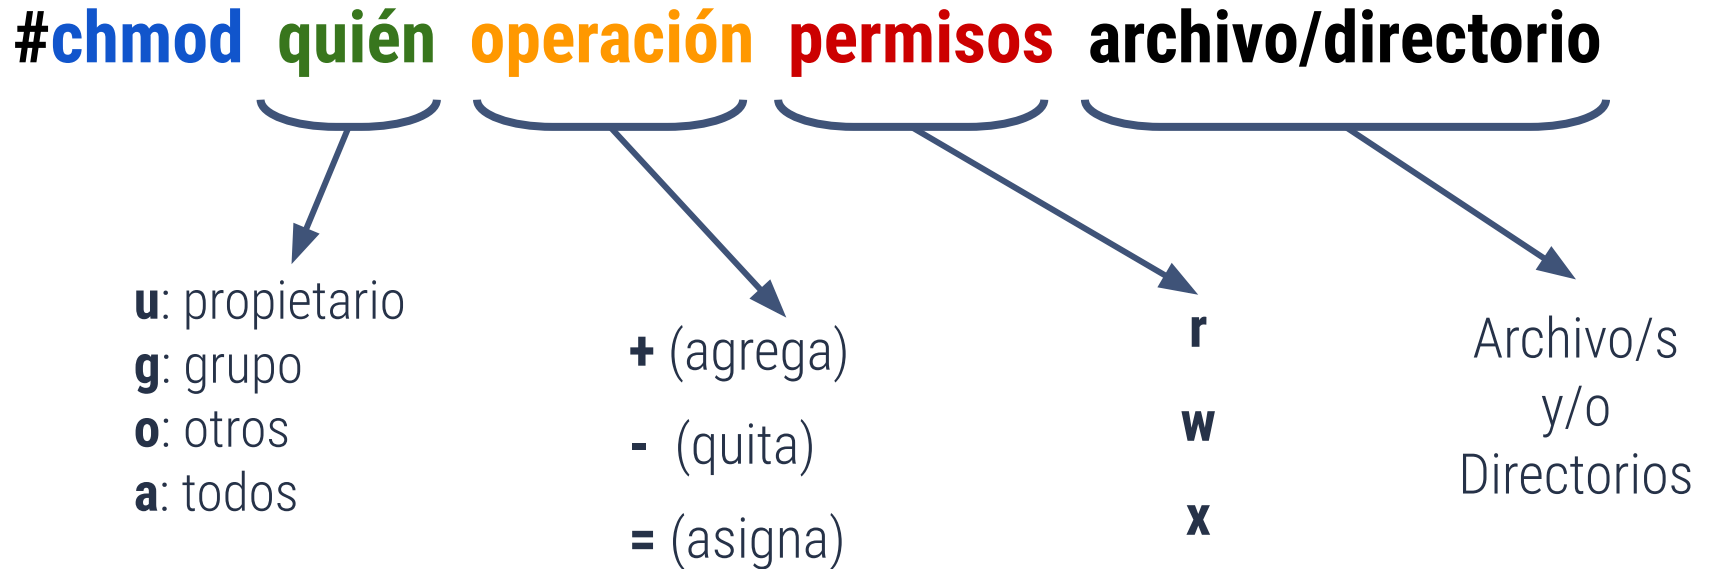 #chmod quién operación permisos archivo/directorio
u: propietario
g: grupo
o: otros
a: todos
+ (agrega)
- (quita)
= (asigna)
r
w
x
Archivo/s
y/o
Directorios